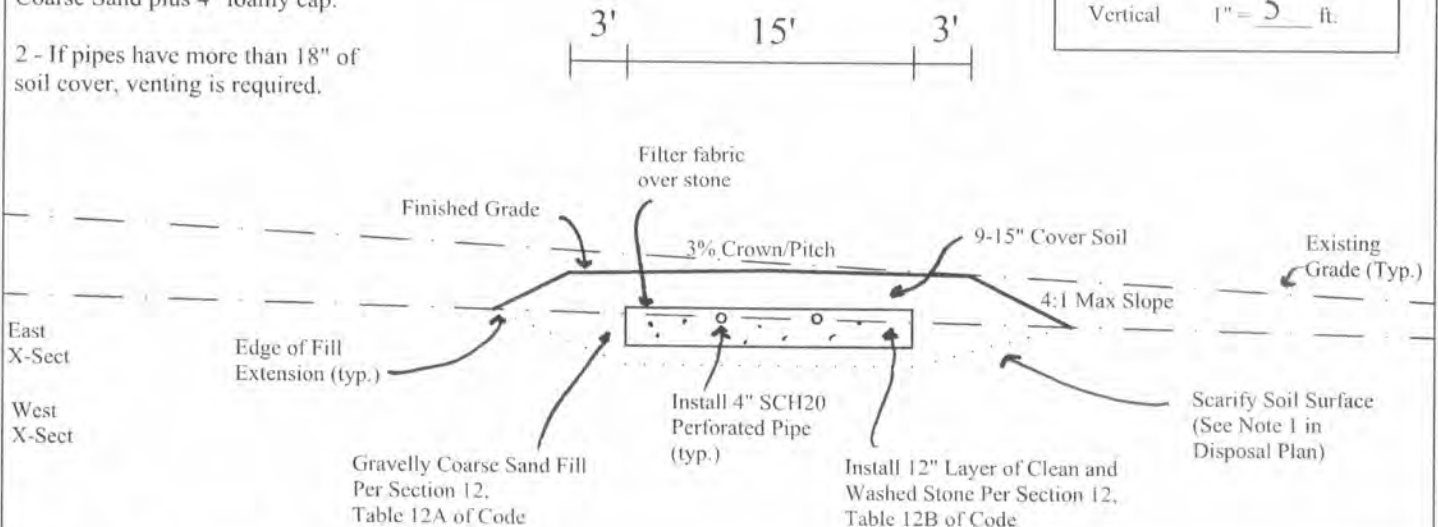 Coarse Sand plus 4" loamy cap.
2 - If pipes have more than 18" of
soil cover, venting is required.
3'
15'
3'
Vertical 1" = 5 ft.
Filter fabric
over stone
Finished Grade
3% Crown/Pitch
9-15" Cover Soil
Existing
Grade (Typ.)
4:1 Max Slope
East
X-Sect
Edge of Fill
Extension (typ.)
West
X-Sect
Install 4" SCH20
Perforated Pipe
(typ.)
Scarify Soil Surface
(See Note 1 in
Disposal Plan)
Gravelly Coarse Sand Fill
Per Section 12,
Table 12A of Code
Install 12" Layer of Clean and
Washed Stone Per Section 12,
Table 12B of Code